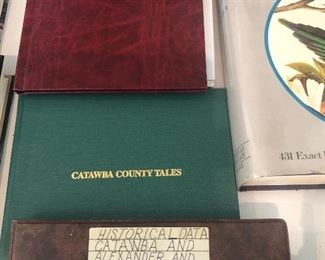 CATAWBA COUNTY TALES
431 Exact
HISTORICAL DATA
CATAWBA AND
ALEXANDER AND